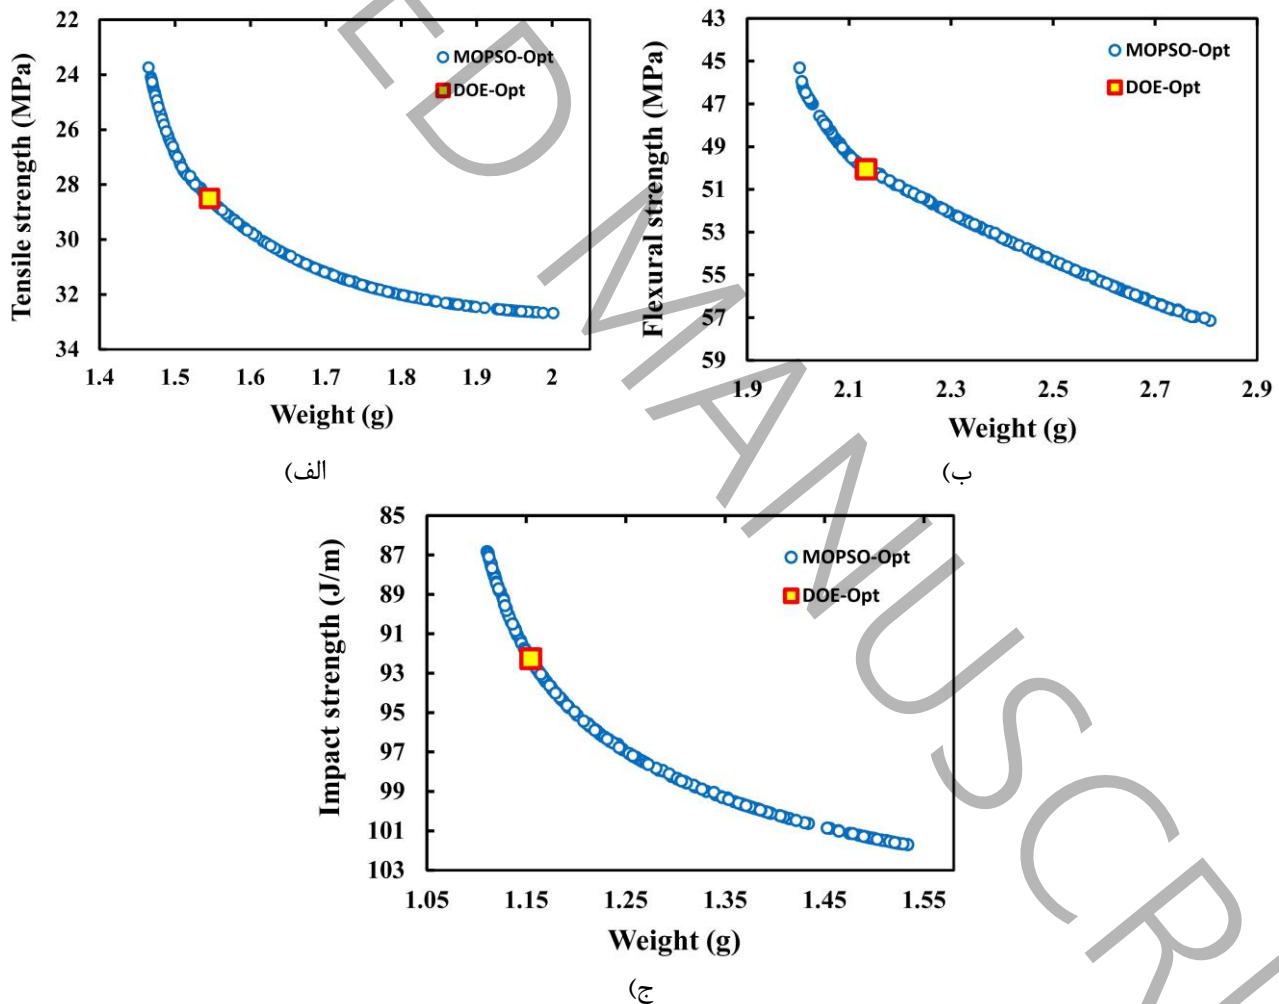 22
24
26
28
30
32
34
Tensile strength (MPa)
MOPSO-Opt
DOE-Opt
1.4 1.5 1.6 1.7 1.8 1.9 2
Weight (g)
الف)
43
45
47
49
51
53
55
57
59
Flexural strength (MPa)
MOPSO-Opt
DOE-Opt
1.9 2.1 2.3 2.5 2.7 2.9
Weight (g)
ب)
85
87
89
91
93
95
97
99
101
103
Impact strength (J/m)
MOPSO-Opt
DOE-Opt
1.05 1.15 1.25 1.35 1.45 1.55
Weight (g)
ج)
ED MANUSCRI